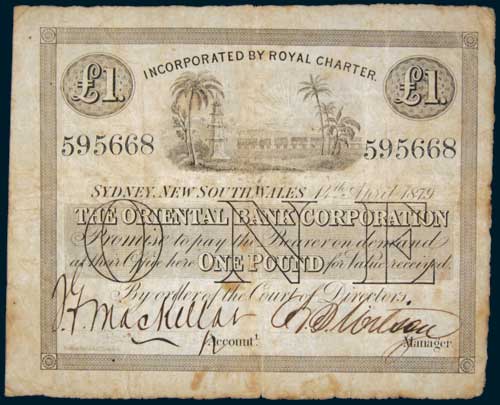 INCORPORATED BY ROYAL CHARTER.
£1. £1.
595668 595668
SYDNEY, NEW SOUTH WALES 14th April 1879
THE ORIENTAL BANK CORPORATION
Promise to pay the Bearer on demand
ONE
at their Office here ONE POUND for Value received.
By order of the Court of Directors.
MacKellar
Accountt. Manager